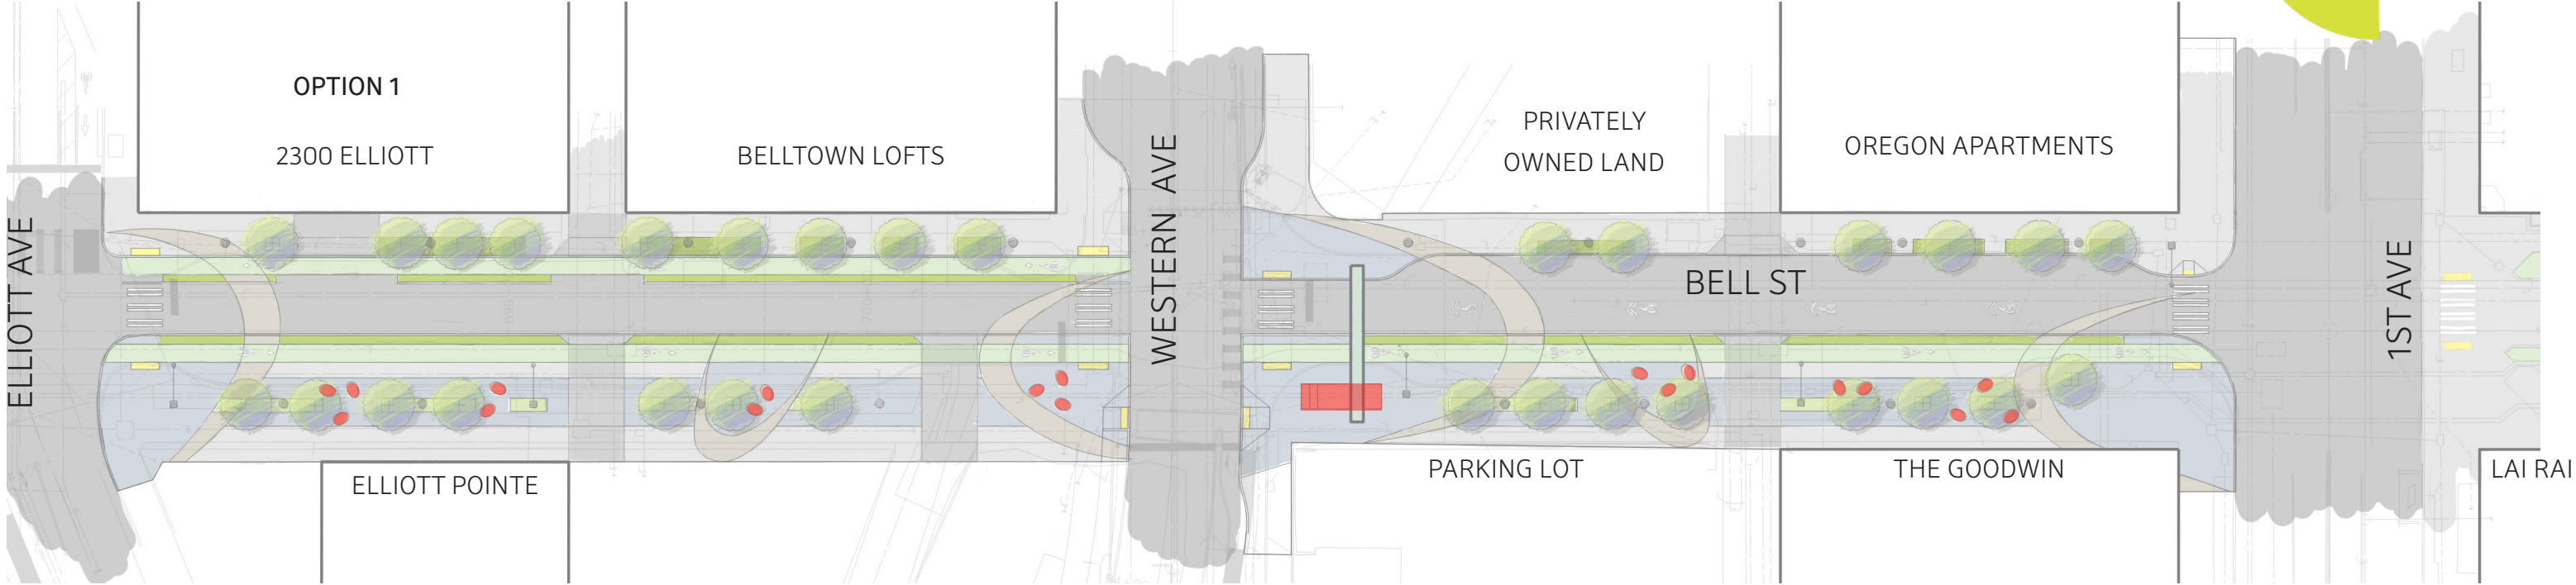 OPTION 1
2300 ELLIOTT
BELLTOWN LOFTS
PRIVATELY
OWNED LAND
OREGON APARTMENTS
ELLIOTT AVE
WESTERN AVE
BELL ST
1ST AVE
ELLIOTT POINTE
PARKING LOT
THE GOODWIN
LAI RAI